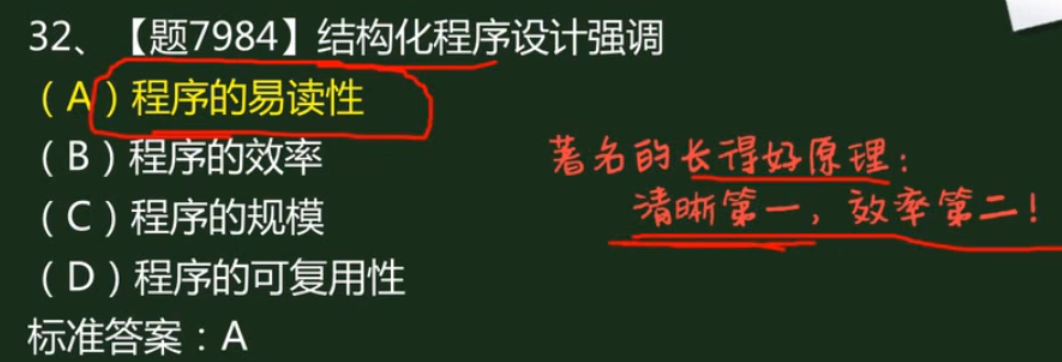 32、【题7984】结构化程序设计强调
（A）程序的易读性
（B）程序的效率
（C）程序的规模
（D）程序的可复用性
标准答案：A
著名的长得好原理：
清晰第一，效率第二！